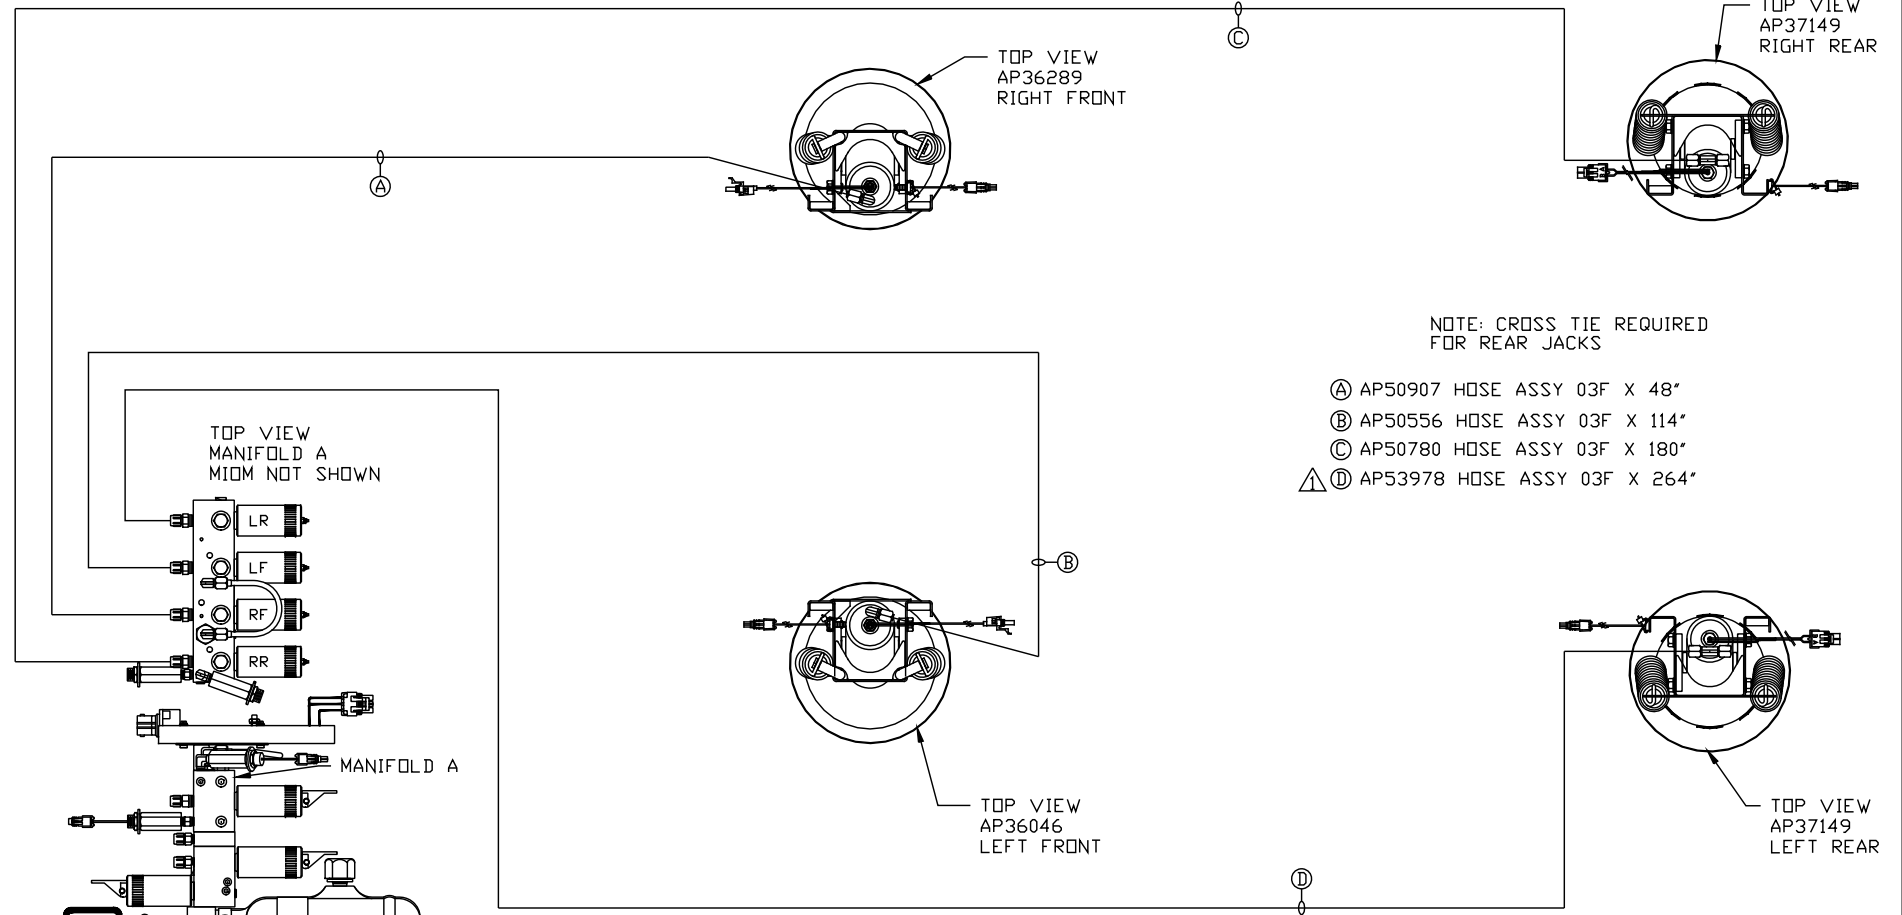 TOP VIEW
AP37149
RIGHT REAR
C
TOP VIEW
AP36289
RIGHT FRONT
A
NOTE: CROSS TIE REQUIRED
FOR REAR JACKS
A AP50907 HOSE ASSY 03F X 48"
B AP50556 HOSE ASSY 03F X 114"
C AP50780 HOSE ASSY 03F X 180"
1 D AP53978 HOSE ASSY 03F X 264"
TOP VIEW
MANIFOLD A
MIOM NOT SHOWN
LR
LF
RF
RR
B
MANIFOLD A
TOP VIEW
AP36046
LEFT FRONT
TOP VIEW
AP37149
LEFT REAR
D